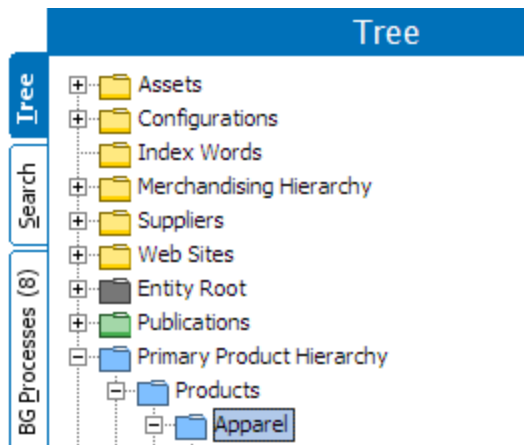 Tree
Tree
Search
BG Processes (8)
Assets
Configurations
Index Words
Merchandising Hierarchy
Suppliers
Web Sites
Entity Root
Publications
Primary Product Hierarchy
Products
Apparel